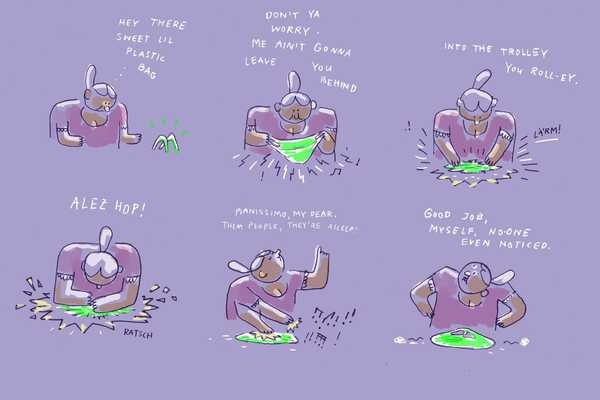 HEY THERE
SWEET LIL
PLASTIC
BAG
DON'T YA
WORRY.
ME AIN'T GONNA
LEAVE YOU
BEHIND
INTO THE TROLLEY
YOU ROLL-EY.
!
LÄRM!
ALEZ HOP!
RATSCH
PIANISSIMO, MY DEAR.
THEM PEOPLE, THEY'RE ASLEEP.
GOOD JOB,
MYSELF, NO-ONE
EVEN NOTICED.